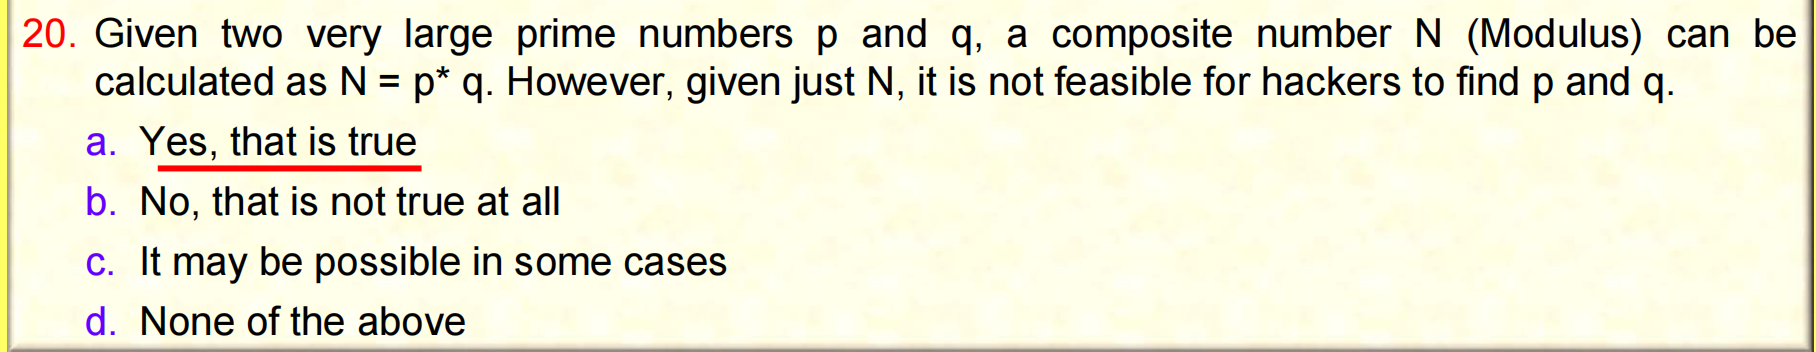 20. Given two very large prime numbers p and q, a composite number N (Modulus) can be
calculated as N = p* q. However, given just N, it is not feasible for hackers to find p and q.
a. Yes, that is true
b. No, that is not true at all
c. It may be possible in some cases
d. None of the above